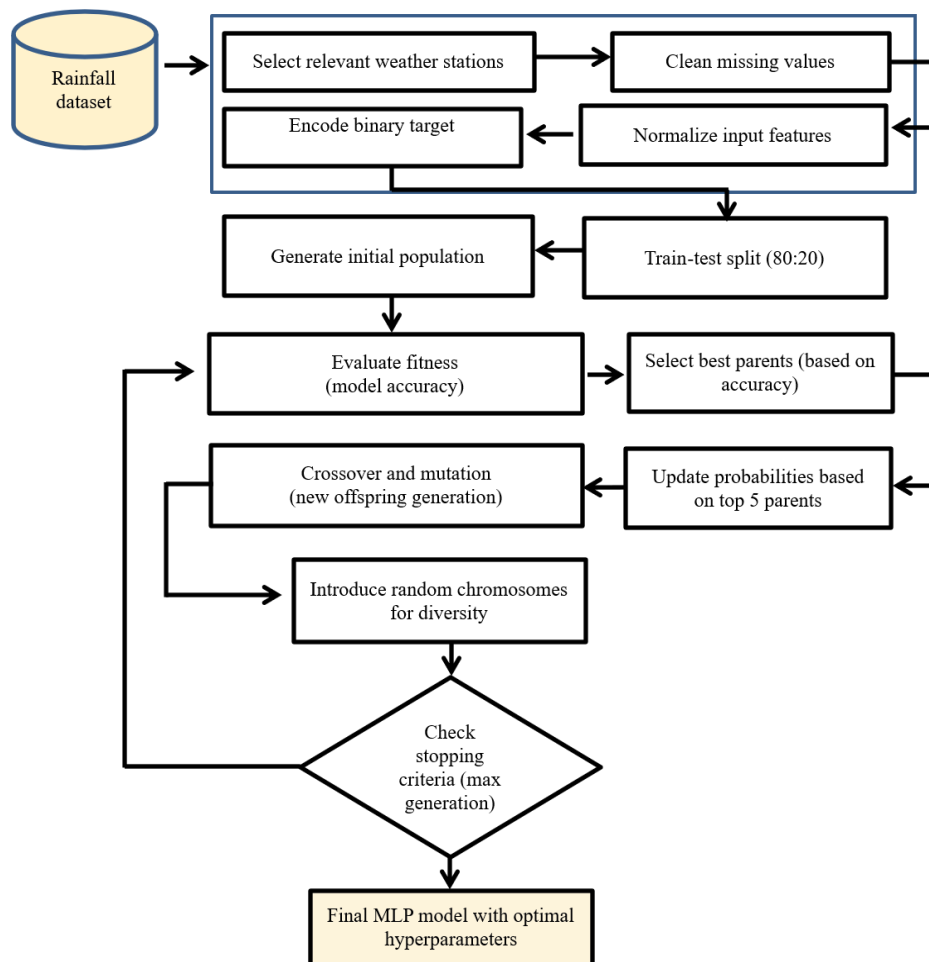 Rainfall
dataset
Select relevant weather stations
Clean missing values
Normalize input features
Encode binary target
Train-test split (80:20)
Generate initial population
Evaluate fitness
(model accuracy)
Select best parents (based on
accuracy)
Update probabilities based
on top 5 parents
Crossover and mutation
(new offspring generation)
Introduce random chromosomes
for diversity
Check
stopping
criteria (max
generation)
Final MLP model with optimal
hyperparameters